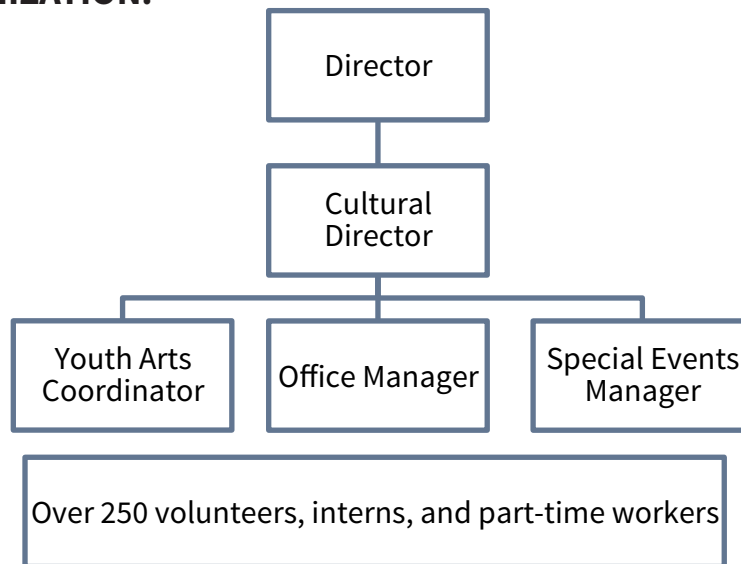 Director
Cultural
Director
Youth Arts
Coordinator
Office Manager
Special Events
Manager
Over 250 volunteers, interns, and part-time workers